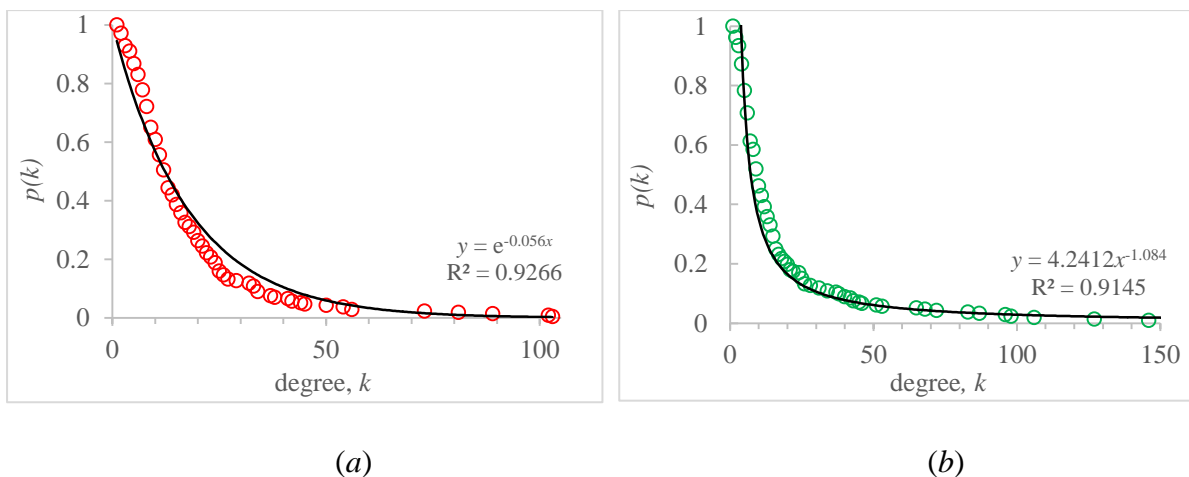 1
0.8
0.6
0.4
0.2
0
p(k)
0 50 100
degree, k
y = e^-0.056x
R² = 0.9266
(a)
1
0.8
0.6
0.4
0.2
0
p(k)
0 50 100 150
degree, k
y = 4.2412x^-1.084
R² = 0.9145
(b)